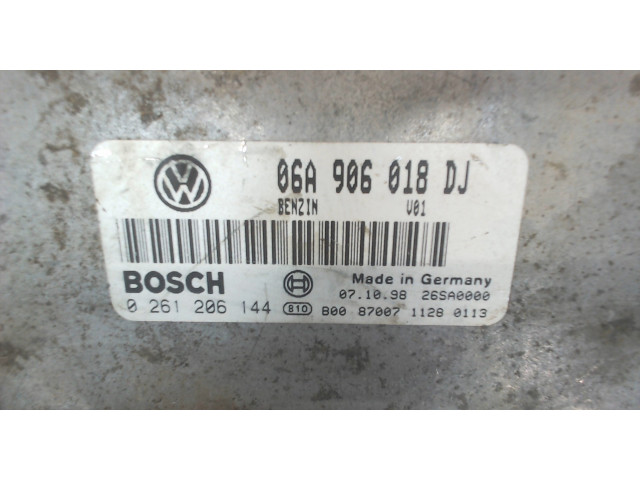 06A 906 018 DJ
BENZIN V01
BOSCH Made in Germany
07.10.98 26SA0000
0 261 206 144 810 B00 87007 1128 0113